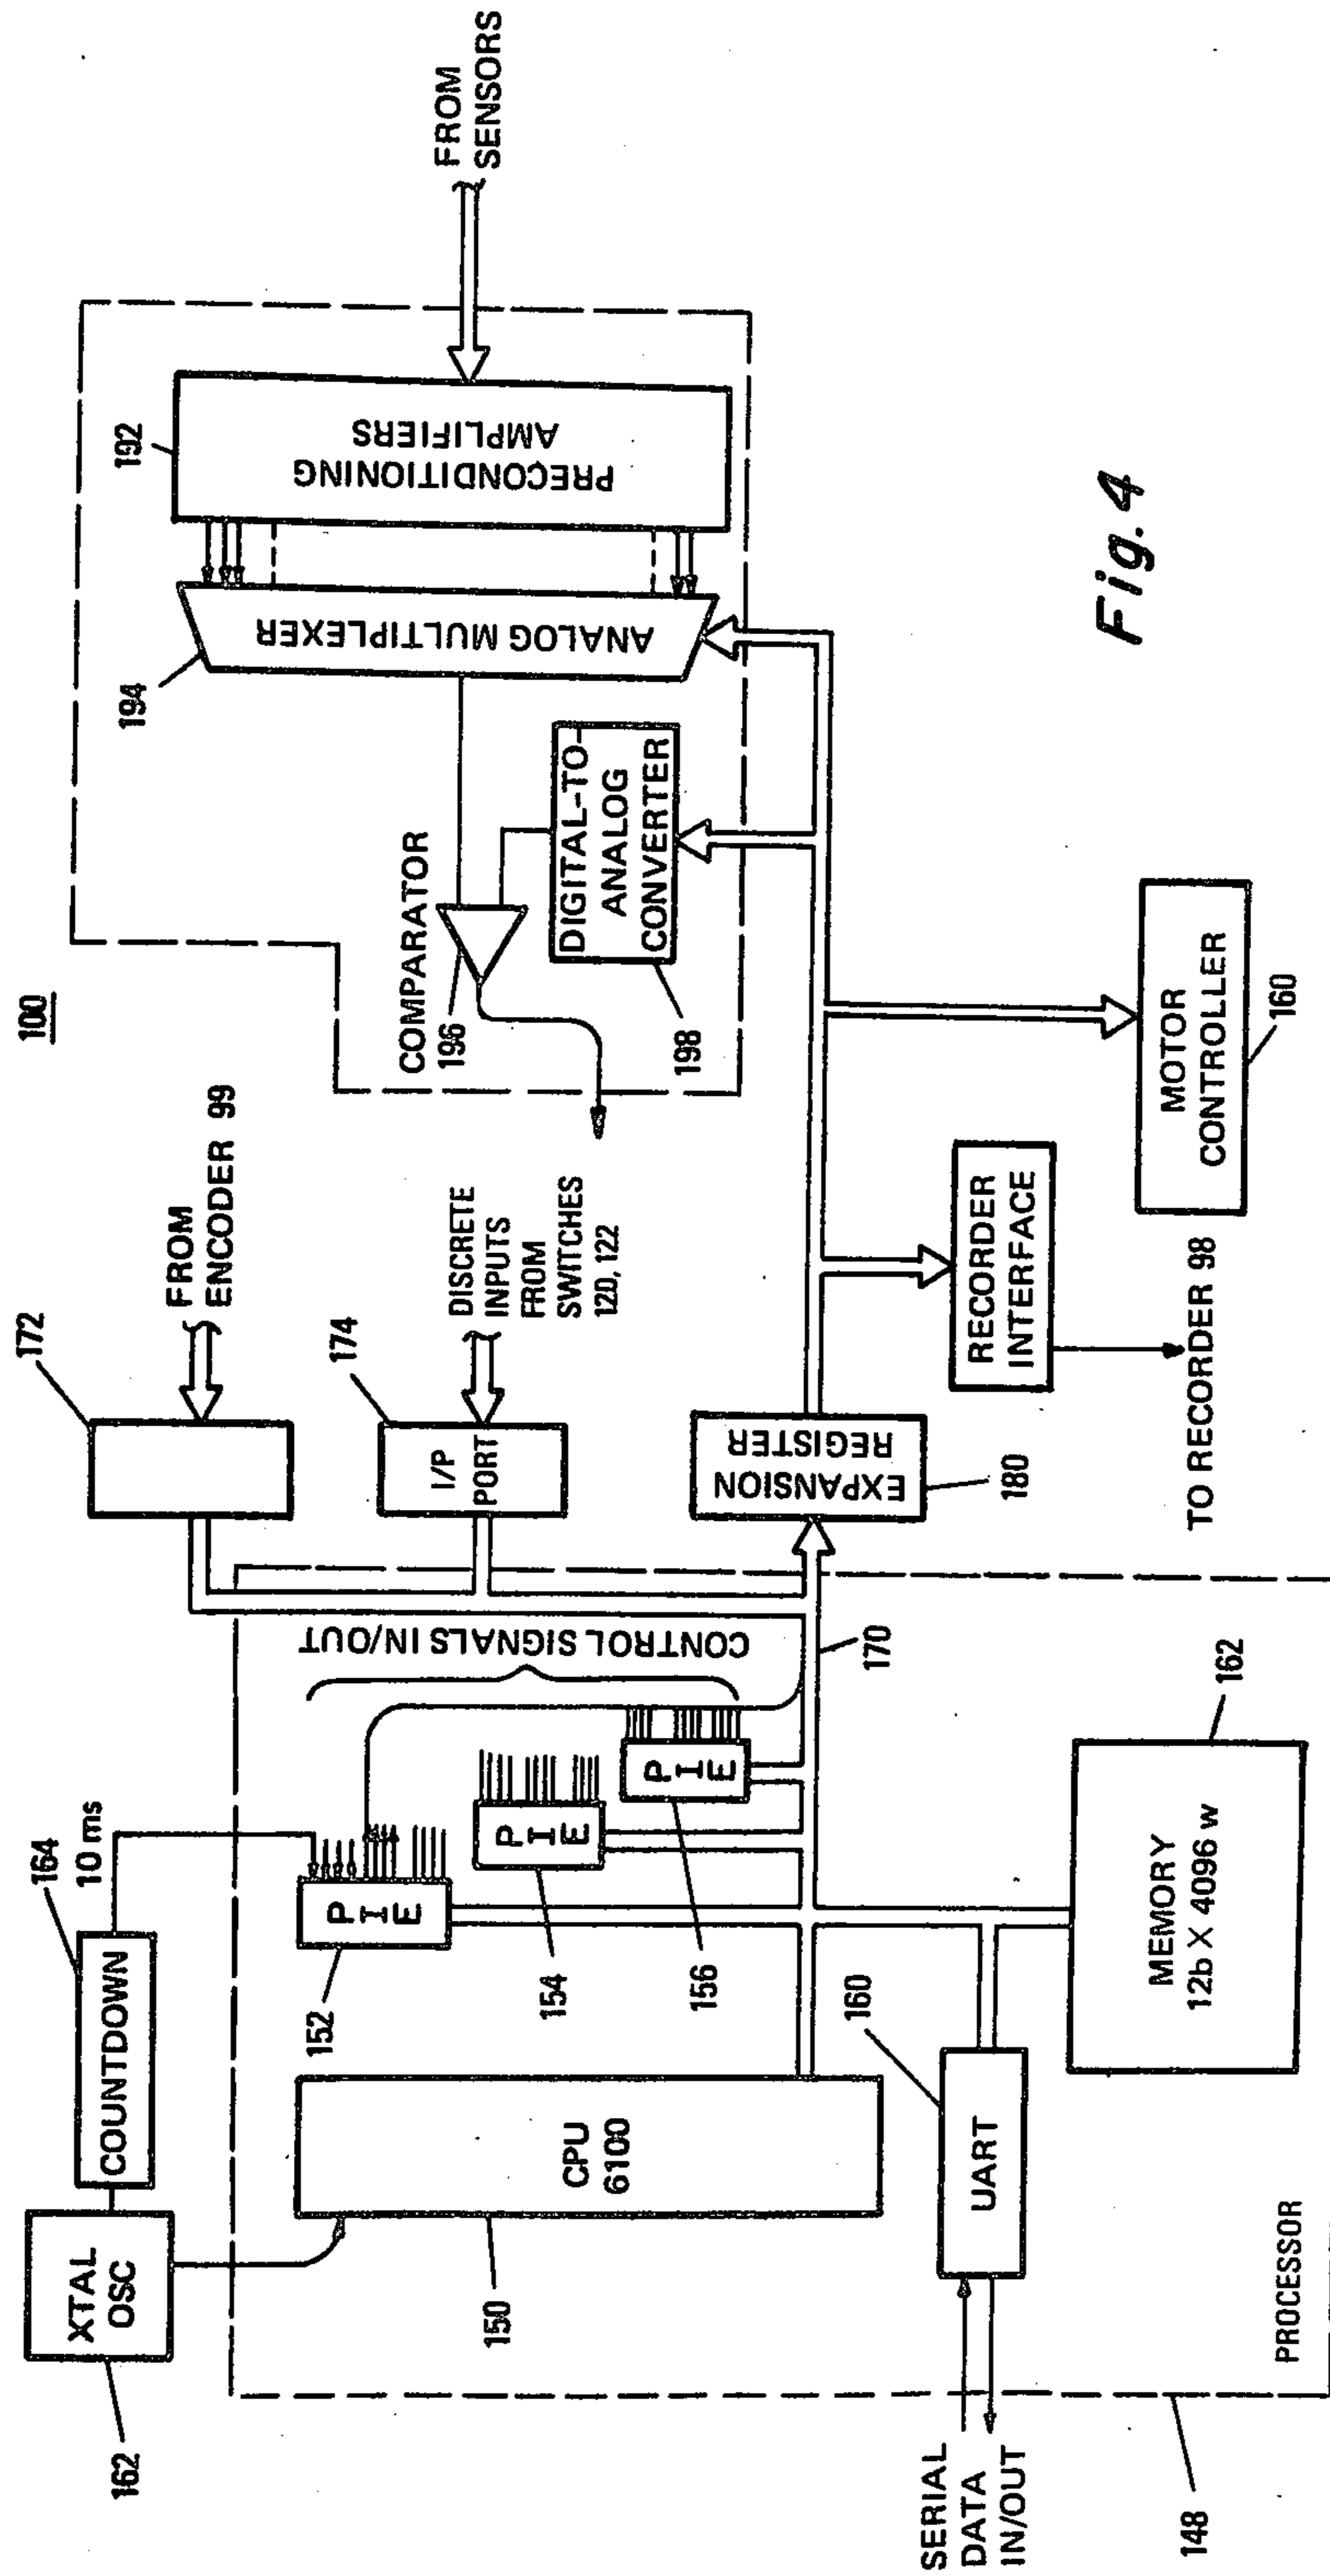 100
FROM
SENSORS
192
PRECONDITIONING
AMPLIFIERS
194
ANALOG MULTIPLEXER
COMPARATOR
196
DIGITAL-TO-
ANALOG
CONVERTER
198
FROM
ENCODER 99
172
DISCRETE
INPUTS
FROM
SWITCHES
120, 122
174
I/P
PORT
EXPANSION
REGISTER
180
RECORDER
INTERFACE
TO RECORDER 98
MOTOR
CONTROLLER
160
XTAL
OSC
162
COUNTDOWN
164
10 ms
CONTROL SIGNALS IN/OUT
PIE
152
PIE
154
PIE
156
170
CPU
6100
150
UART
160
MEMORY
12b X 4096 w
162
SERIAL
DATA
IN/OUT
PROCESSOR
148
Fig. 4